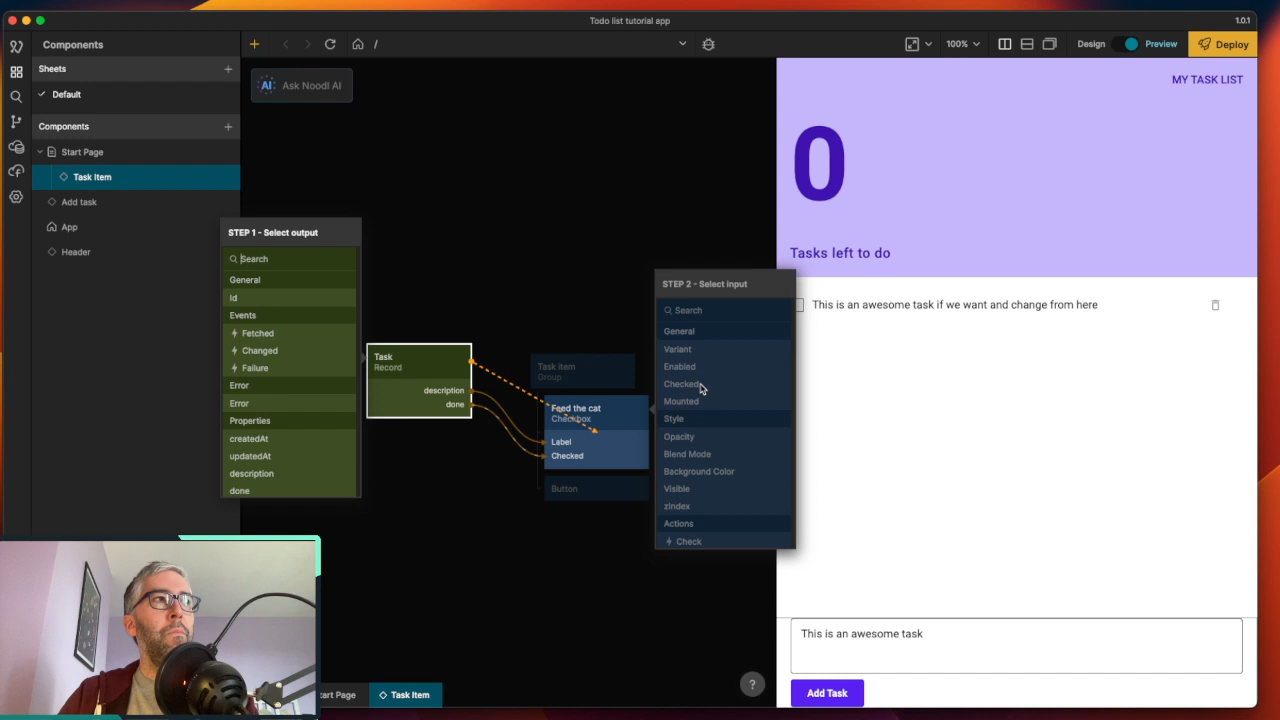 Todo list tutorial app
1.0.1
Components
/
100%
Design
Preview
Deploy
Sheets
Default
Components
Start Page
Task Item
Add task
App
Header
AI Ask Noodl AI
STEP 1 - Select output
Search
General
Id
Events
Fetched
Changed
Failure
Error
Error
Properties
createdAt
updatedAt
description
done
Task
Record
description
done
Task item
Group
Feed the cat
Checkbox
Label
Checked
Button
STEP 2 - Select input
Search
General
Variant
Enabled
Checked
Mounted
Style
Opacity
Blend Mode
Background Color
Visible
zIndex
Actions
Check
MY TASK LIST
0
Tasks left to do
This is an awesome task if we want and change from here
This is an awesome task
Add Task
?
tart Page
Task Item